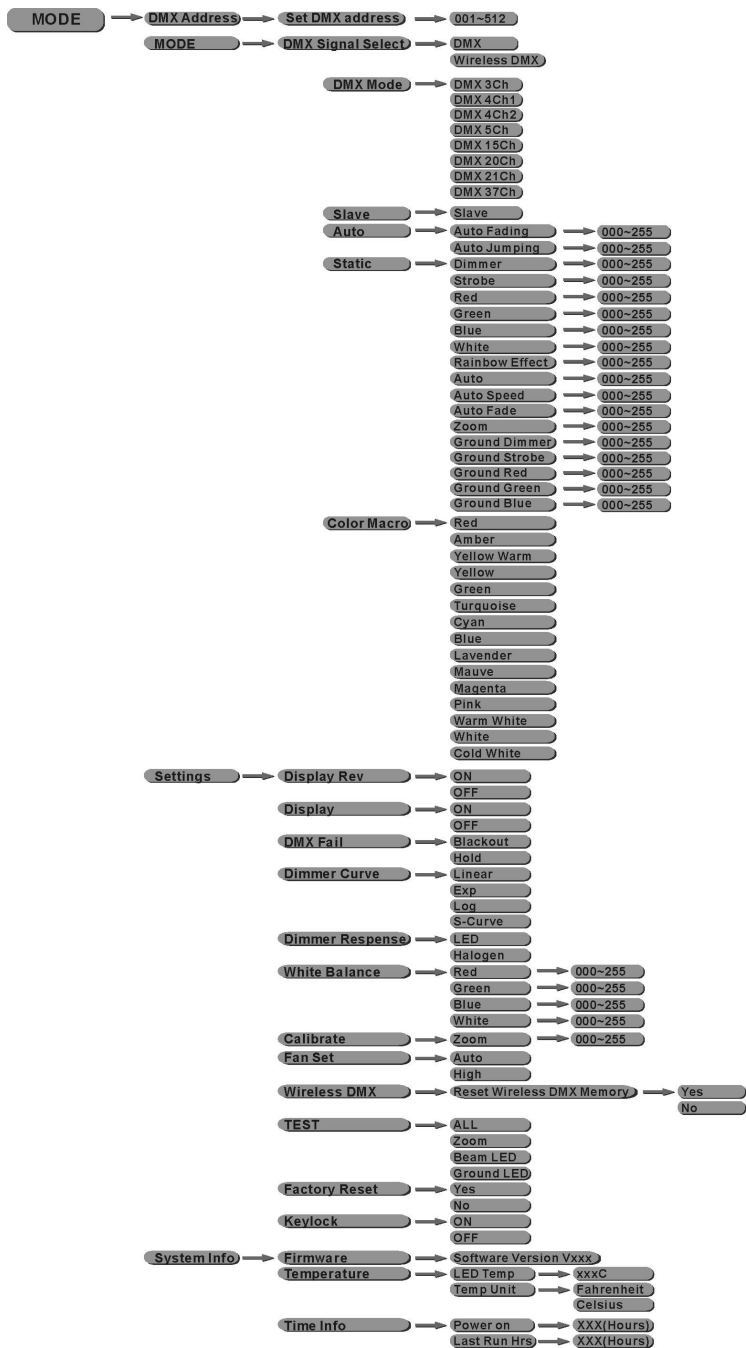 MODE DMX Address Set DMX address 001~512
MODE DMX Signal Select DMX
Wireless DMX
DMX Mode DMX 3Ch
DMX 4Ch1
DMX 4Ch2
DMX 5Ch
DMX 15Ch
DMX 20Ch
DMX 21Ch
DMX 37Ch
Slave Slave
Auto Auto Fading 000~255
Auto Jumping 000~255
Static Dimmer 000~255
Strobe 000~255
Red 000~255
Green 000~255
Blue 000~255
White 000~255
Rainbow Effect 000~255
Auto 000~255
Auto Speed 000~255
Auto Fade 000~255
Zoom 000~255
Ground Dimmer 000~255
Ground Strobe 000~255
Ground Red 000~255
Ground Green 000~255
Ground Blue 000~255
Color Macro Red
Amber
Yellow Warm
Yellow
Green
Turquoise
Cyan
Blue
Lavender
Mauve
Magenta
Pink
Warm White
White
Cold White
Settings Display Rev ON
OFF
Display ON
OFF
DMX Fail Blackout
Hold
Dimmer Curve Linear
Exp
Log
S-Curve
Dimmer Respense LED
Halogen
White Balance Red 000~255
Green 000~255
Blue 000~255
White 000~255
Calibrate Zoom 000~255
Fan Set Auto
High
Wireless DMX Reset Wireless DMX Memory Yes
No
TEST ALL
Zoom
Beam LED
Ground LED
Factory Reset Yes
No
Keylock ON
OFF
System Info Firmware Software Version Vxxx
Temperature LED Temp xxxC
Temp Unit Fahrenheit
Celsius
Time Info Power on XXX(Hours)
Last Run Hrs XXX(Hours)